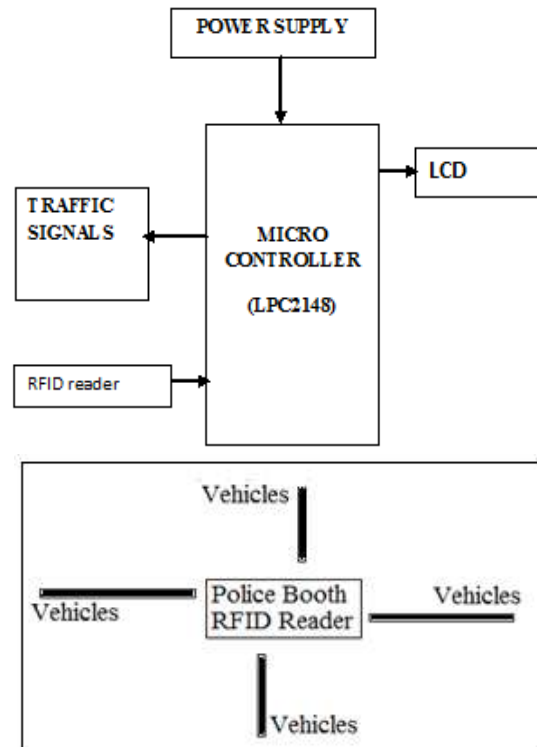 POWER SUPPLY
LCD
TRAFFIC
SIGNALS
MICRO
CONTROLLER
(LPC2148)
RFID reader
Vehicles
Vehicles
Police Booth
RFID Reader
Vehicles
Vehicles